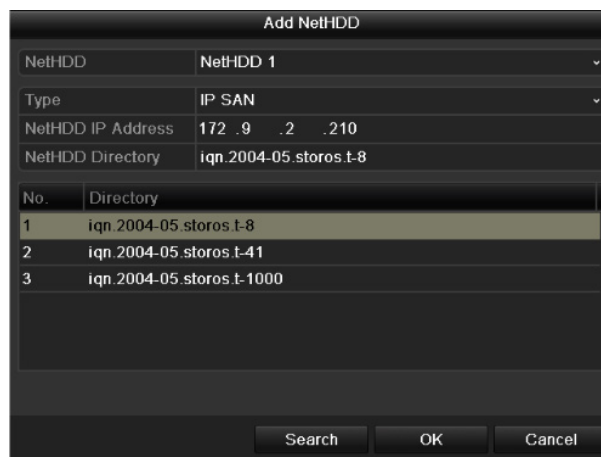 Add NetHDD
NetHDD NetHDD 1
Type IP SAN
NetHDD IP Address 172 .9 .2 .210
NetHDD Directory iqn.2004-05.storos.t-8
No. Directory
1 iqn.2004-05.storos.t-8
2 iqn.2004-05.storos.t-41
3 iqn.2004-05.storos.t-1000
Search OK Cancel